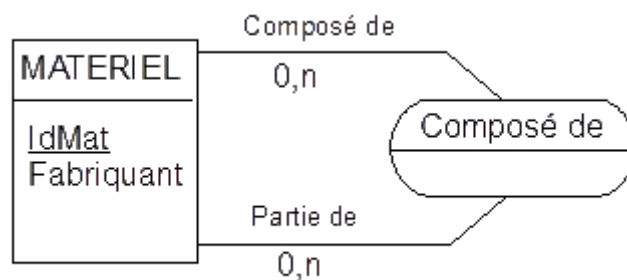 Composé de
MATERIEL
0,n
Composé de
IdMat
Fabriquant
Partie de
0,n